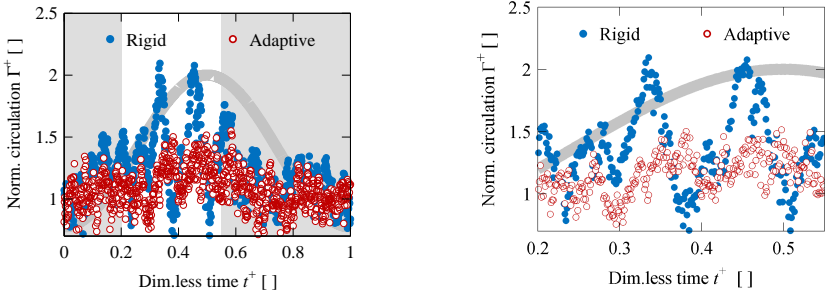 2.5
Rigid
Adaptive
2
1.5
1
Norm. circulation Γ+ [ ]
0
0.2
0.4
0.6
0.8
1
Dim.less time t+ [ ]
2.5
Rigid
Adaptive
2
1.5
1
Norm. circulation Γ+ [ ]
0.2
0.3
0.4
0.5
Dim.less time t+ [ ]